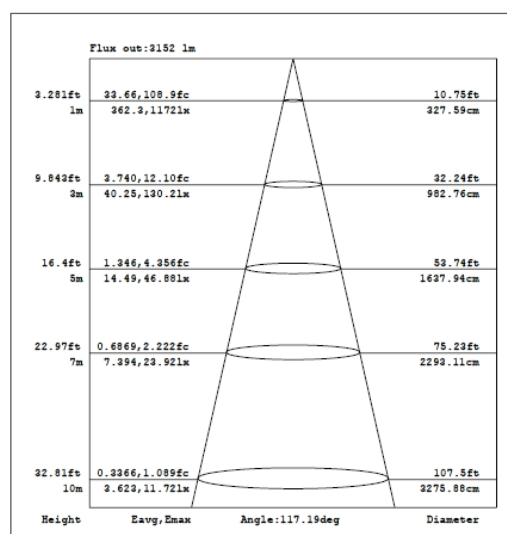 Flux out:3152 lm
3.281ft 33.66,108.9fc 10.75ft
1m 362.3,1172lx 327.59cm
9.843ft 3.740,12.10fc 32.24ft
3m 40.25,130.2lx 982.76cm
16.4ft 1.346,4.356fc 53.74ft
5m 14.49,46.88lx 1637.94cm
22.97ft 0.6869,2.222fc 75.23ft
7m 7.394,23.92lx 2293.11cm
32.81ft 0.3366,1.089fc 107.5ft
10m 3.623,11.72lx 3275.88cm
Height Eavg,Emax Angle:117.19deg Diameter